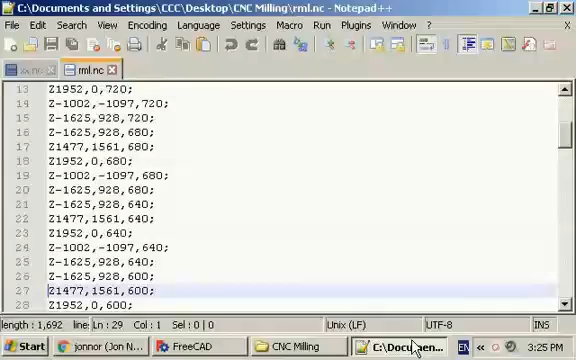 C:\Documents and Settings\CCC\Desktop\CNC Milling\rml.nc - Notepad++
File Edit Search View Encoding Language Settings Macro Run Plugins Window ? X
rml.nc
13 Z1952,0,720;
14 Z-1002,-1097,720;
15 Z-1625,928,720;
16 Z-1625,928,680;
17 Z1477,1561,680;
18 Z1952,0,680;
19 Z-1002,-1097,680;
20 Z-1625,928,680;
21 Z-1625,928,640;
22 Z1477,1561,640;
23 Z1952,0,640;
24 Z-1002,-1097,640;
25 Z-1625,928,640;
26 Z-1625,928,600;
27 Z1477,1561,600;
28 Z1952,0,600;
length : 1,692 line: Ln : 29 Col : 1 Sel : 0 | 0 Unix (LF) UTF-8 INS
Start jonnor (Jon N... FreeCAD CNC Milling C:\Documen... EN 3:25 PM